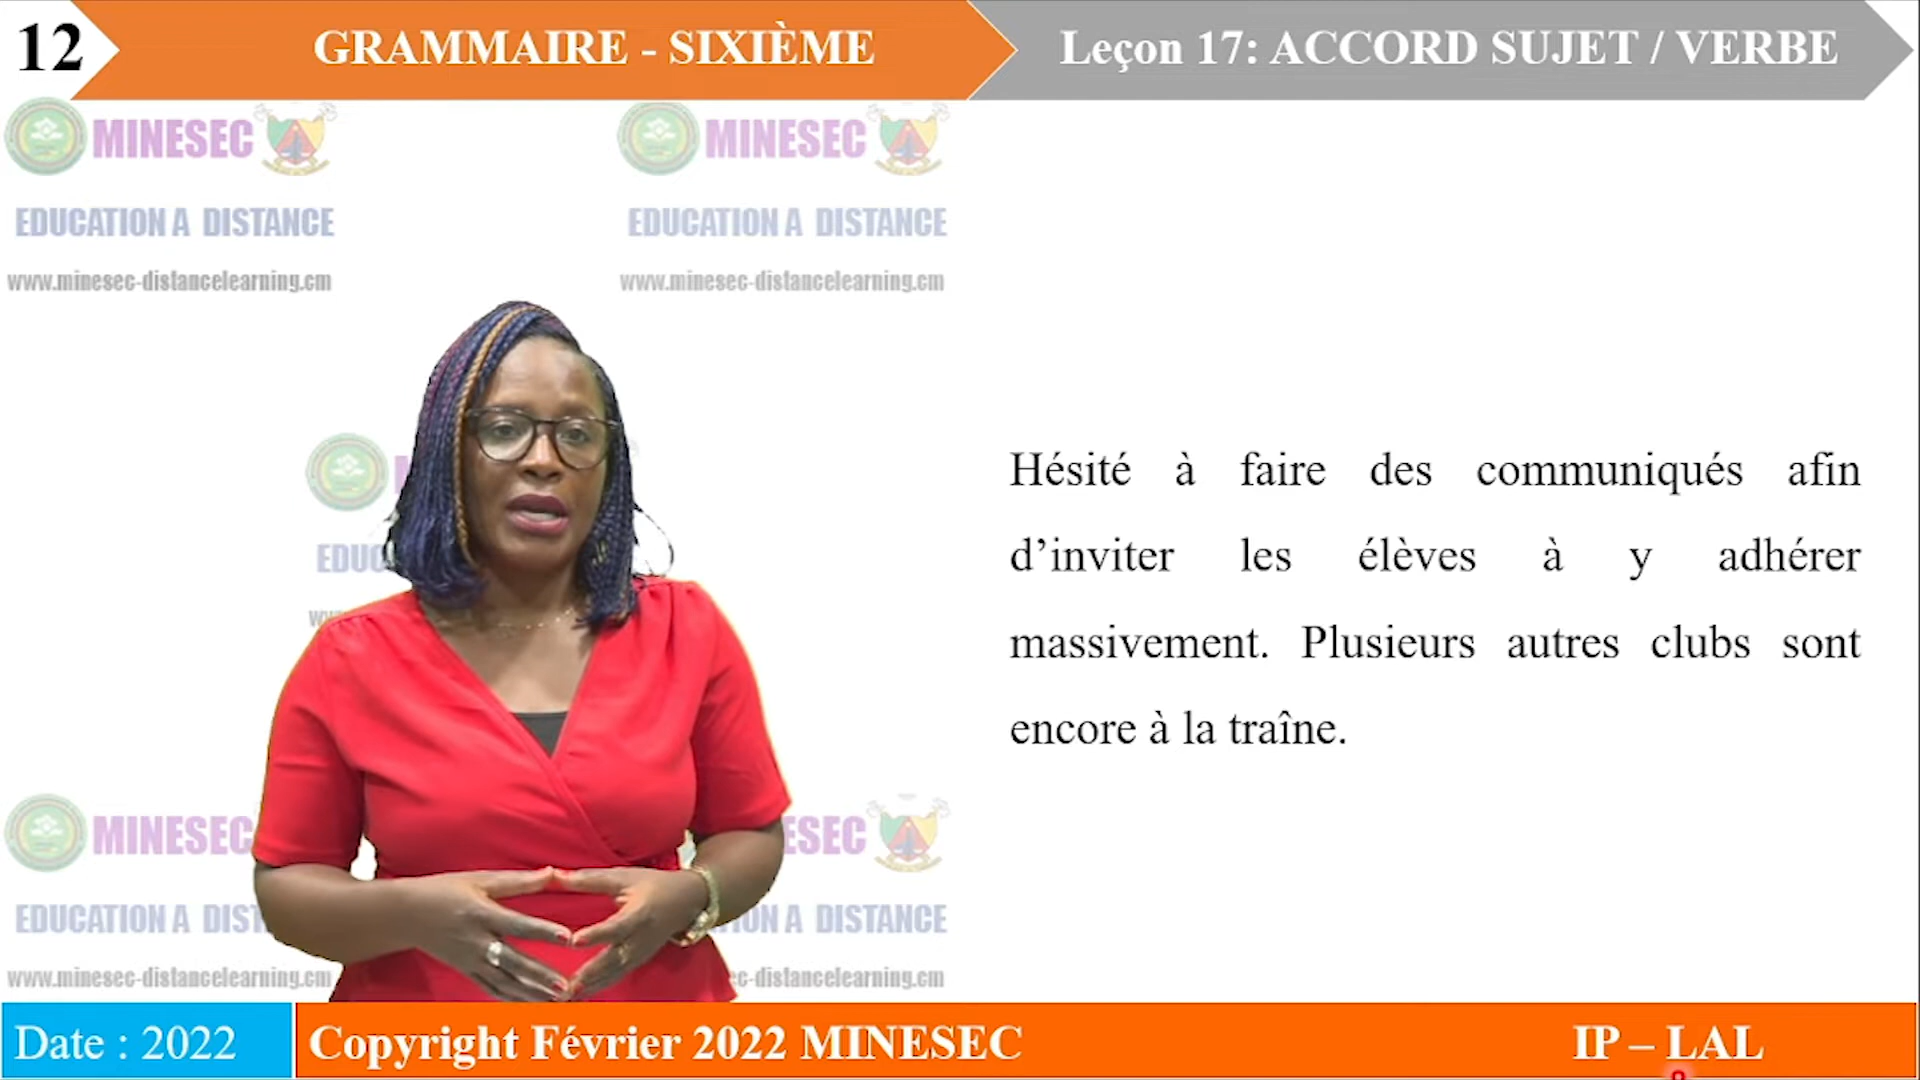 12
GRAMMAIRE - SIXIÈME
Leçon 17: ACCORD SUJET / VERBE
MINESEC
MINESEC
EDUCATION A DISTANCE
EDUCATION A DISTANCE
www.minesec-distancelearning.cm
www.minesec-distancelearning.cm
Hésité à faire des communiqués afin
d’inviter les élèves à y adhérer
massivement. Plusieurs autres clubs sont
encore à la traîne.
MINESEC
EDUCATION A
www.minesec-distancelearning.cm
DISTANCE
Date : 2022
Copyright Février 2022 MINESEC
IP – LAL